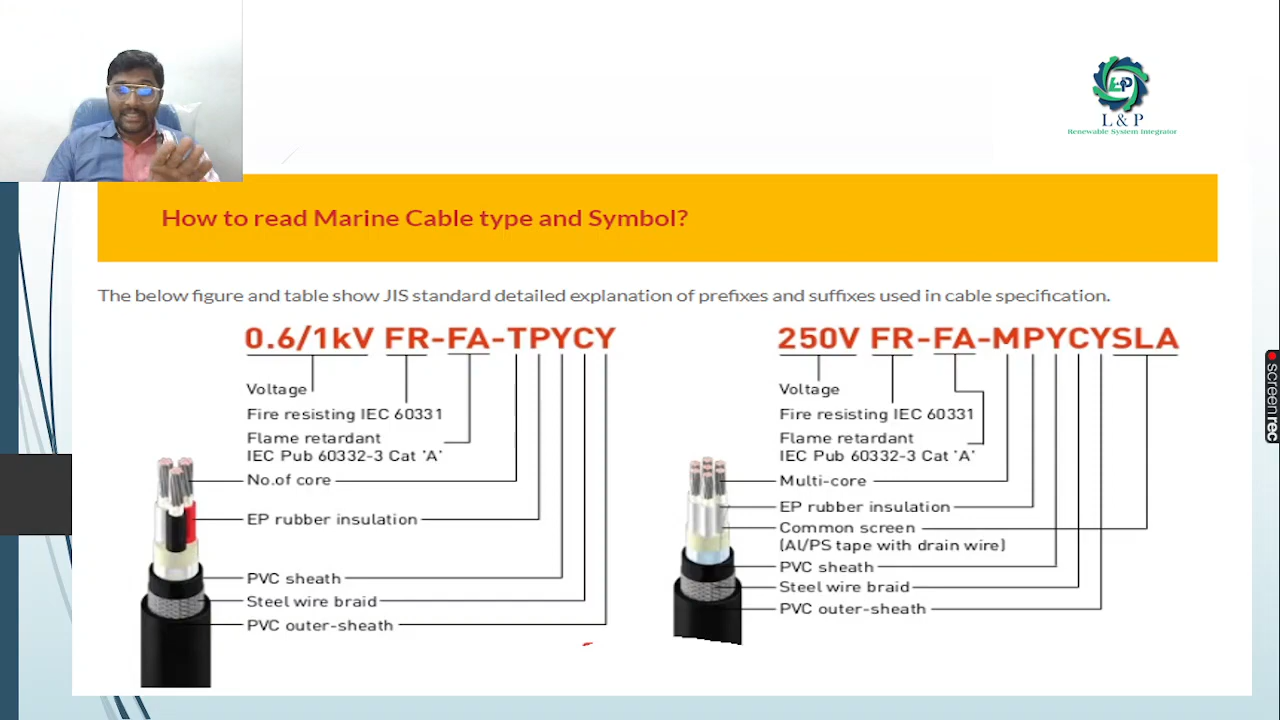 L & P
Renewable System Integrator
How to read Marine Cable type and Symbol?
The below figure and table show JIS standard detailed explanation of prefixes and suffixes used in cable specification.
0.6/1kV FR-FA-TPYCY
Voltage
Fire resisting IEC 60331
Flame retardant
IEC Pub 60332-3 Cat 'A'
No.of core
EP rubber insulation
PVC sheath
Steel wire braid
PVC outer-sheath
250V FR-FA-MPYCYSLA
Voltage
Fire resisting IEC 60331
Flame retardant
IEC Pub 60332-3 Cat 'A'
Multi-core
EP rubber insulation
Common screen
(Al/PS tape with drain wire)
PVC sheath
Steel wire braid
PVC outer-sheath
screenrec